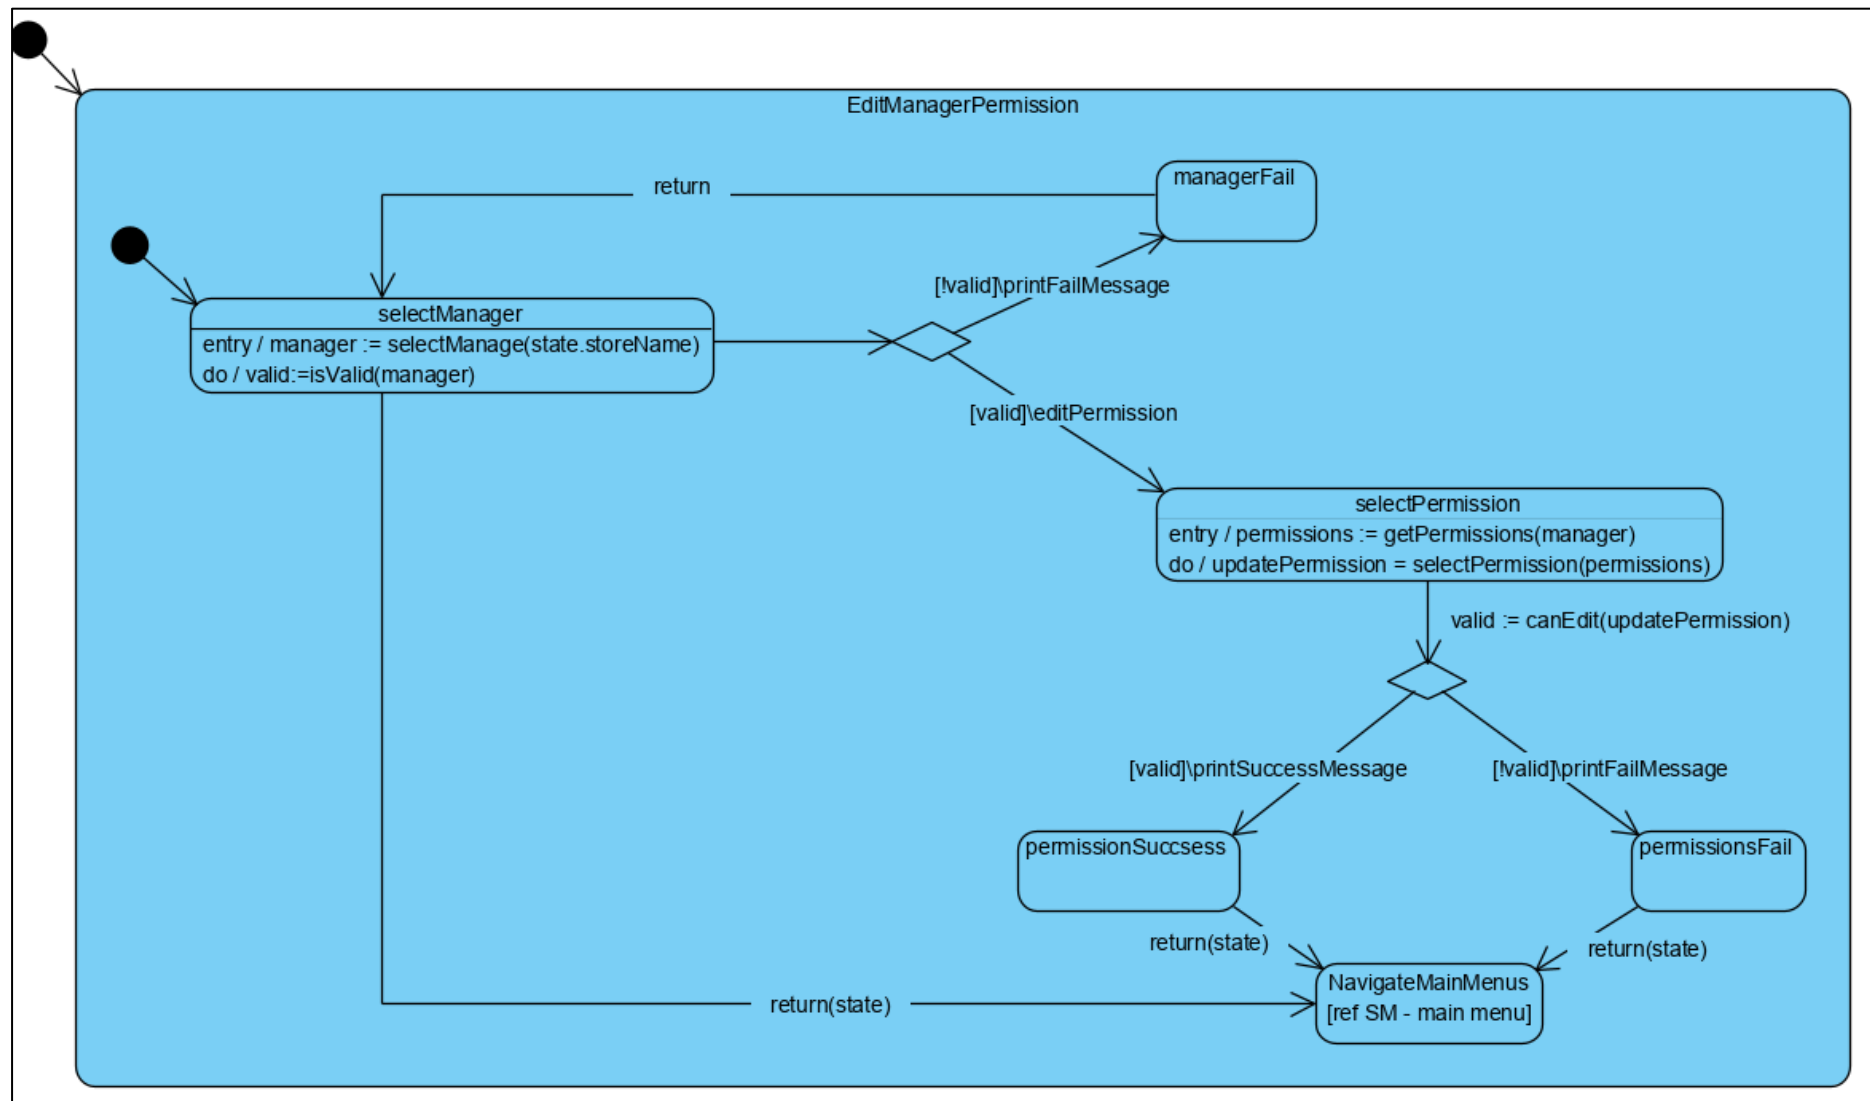 EditManagerPermission
managerFail
return
[!valid]\printFailMessage
selectManager
entry / manager := selectManage(state.storeName)
do / valid:=isValid(manager)
[valid]\editPermission
selectPermission
entry / permissions := getPermissions(manager)
do / updatePermission = selectPermission(permissions)
valid := canEdit(updatePermission)
[valid]\printSuccessMessage
[!valid]\printFailMessage
permissionSuccsess
permissionsFail
return(state)
return(state)
NavigateMainMenus
[ref SM - main menu]
return(state)